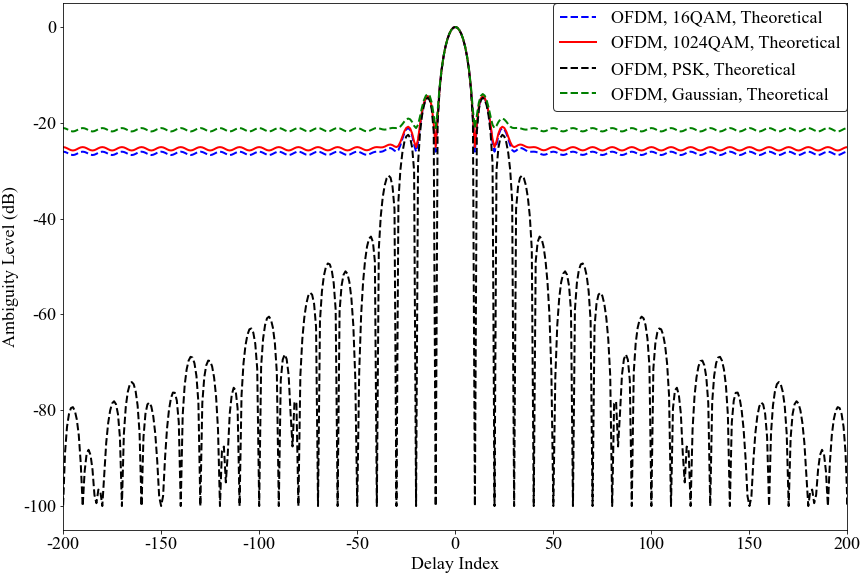 OFDM, 16QAM, Theoretical
OFDM, 1024QAM, Theoretical
OFDM, PSK, Theoretical
OFDM, Gaussian, Theoretical
Ambiguity Level (dB)
0
-20
-40
-60
-80
-100
-200 -150 -100 -50 0 50 100 150 200
Delay Index